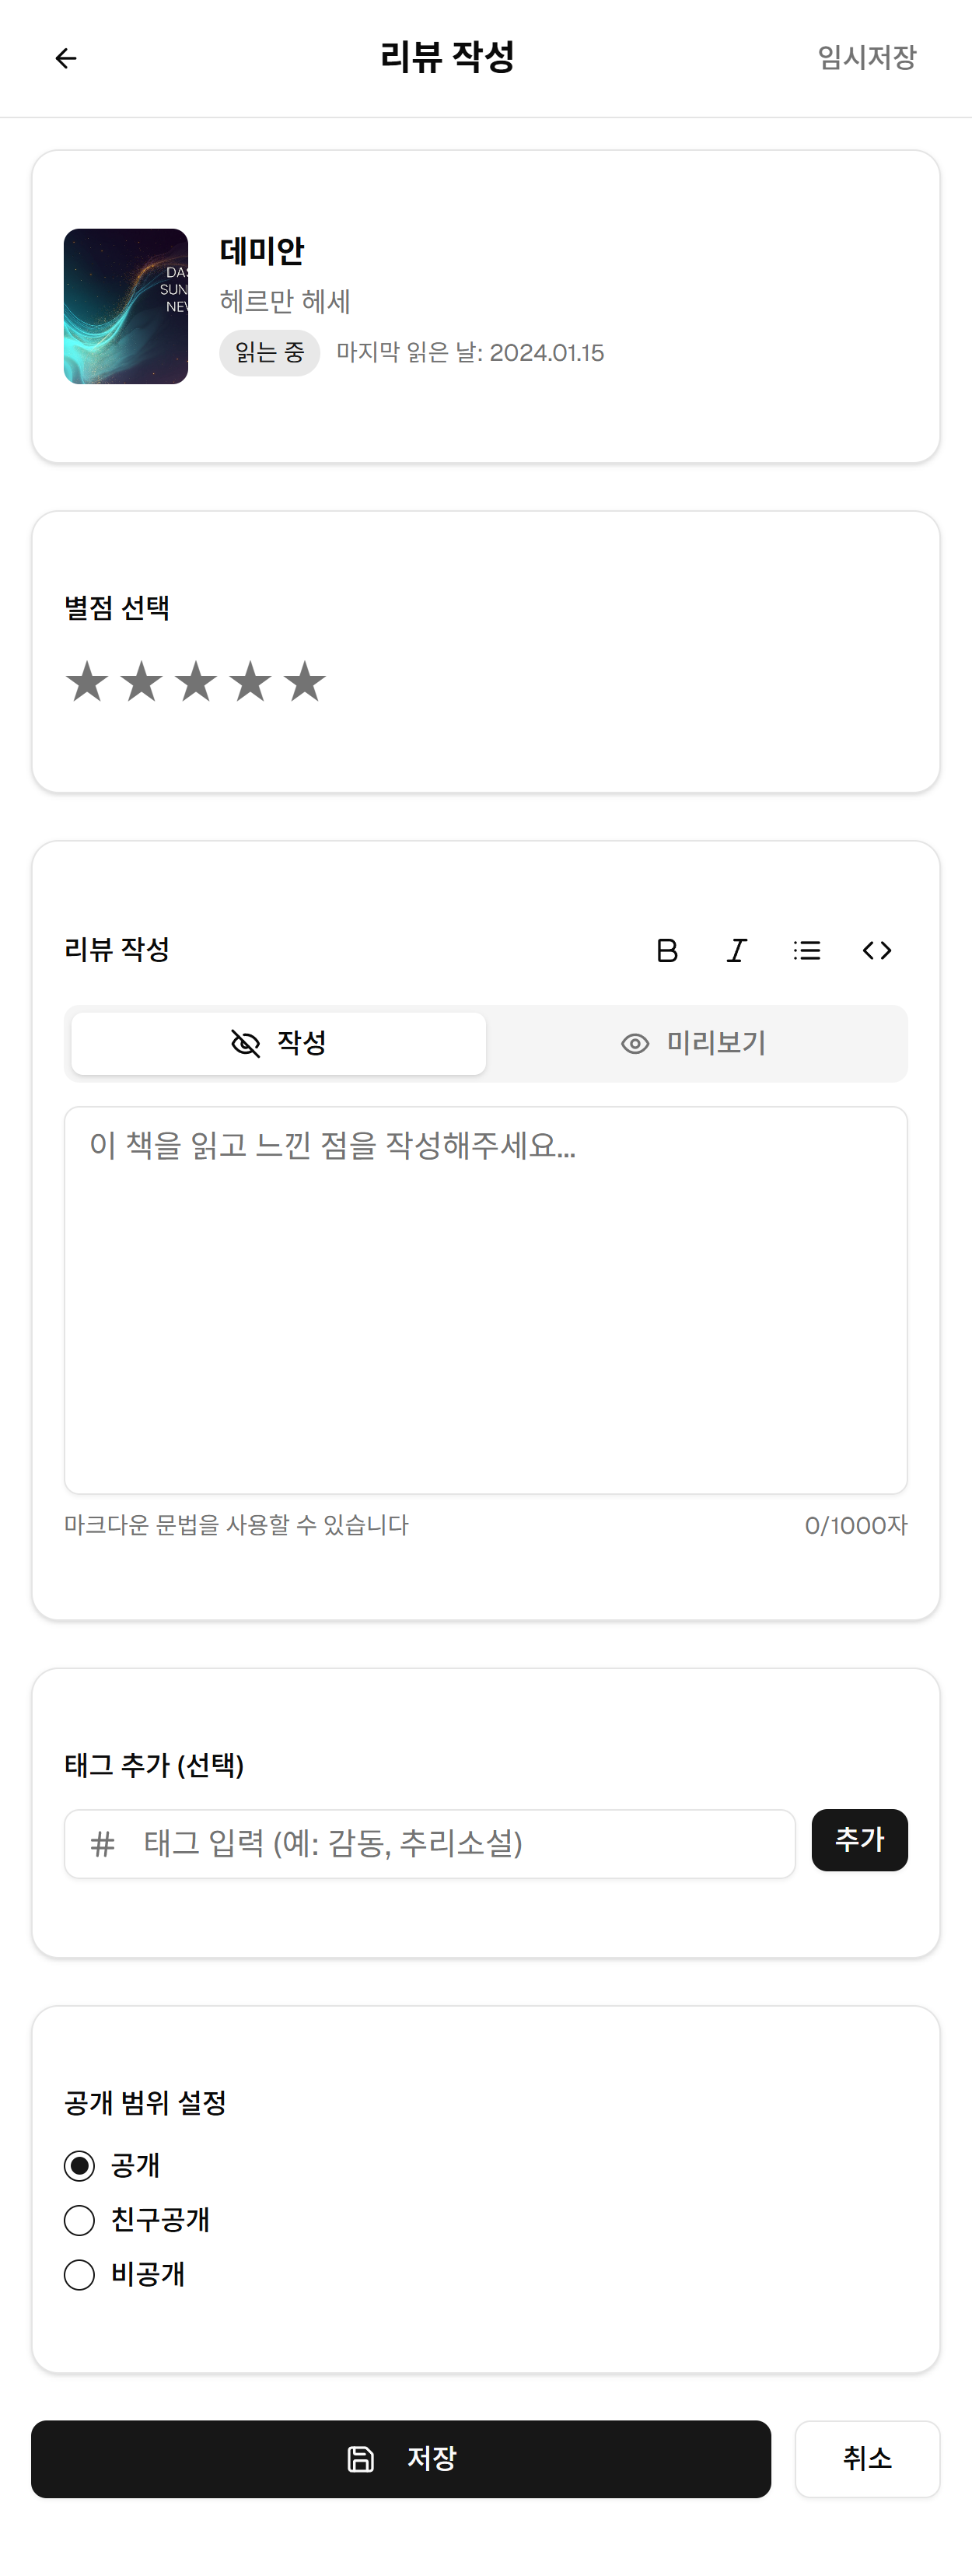 리뷰 작성
임시저장
DAS
SUN
NEV
데미안
헤르만 헤세
읽는 중
마지막 읽은 날: 2024.01.15
별점 선택
리뷰 작성
작성
미리보기
이 책을 읽고 느낀 점을 작성해주세요...
마크다운 문법을 사용할 수 있습니다
0/1000자
태그 추가 (선택)
태그 입력 (예: 감동, 추리소설)
추가
공개 범위 설정
공개
친구공개
비공개
저장
취소